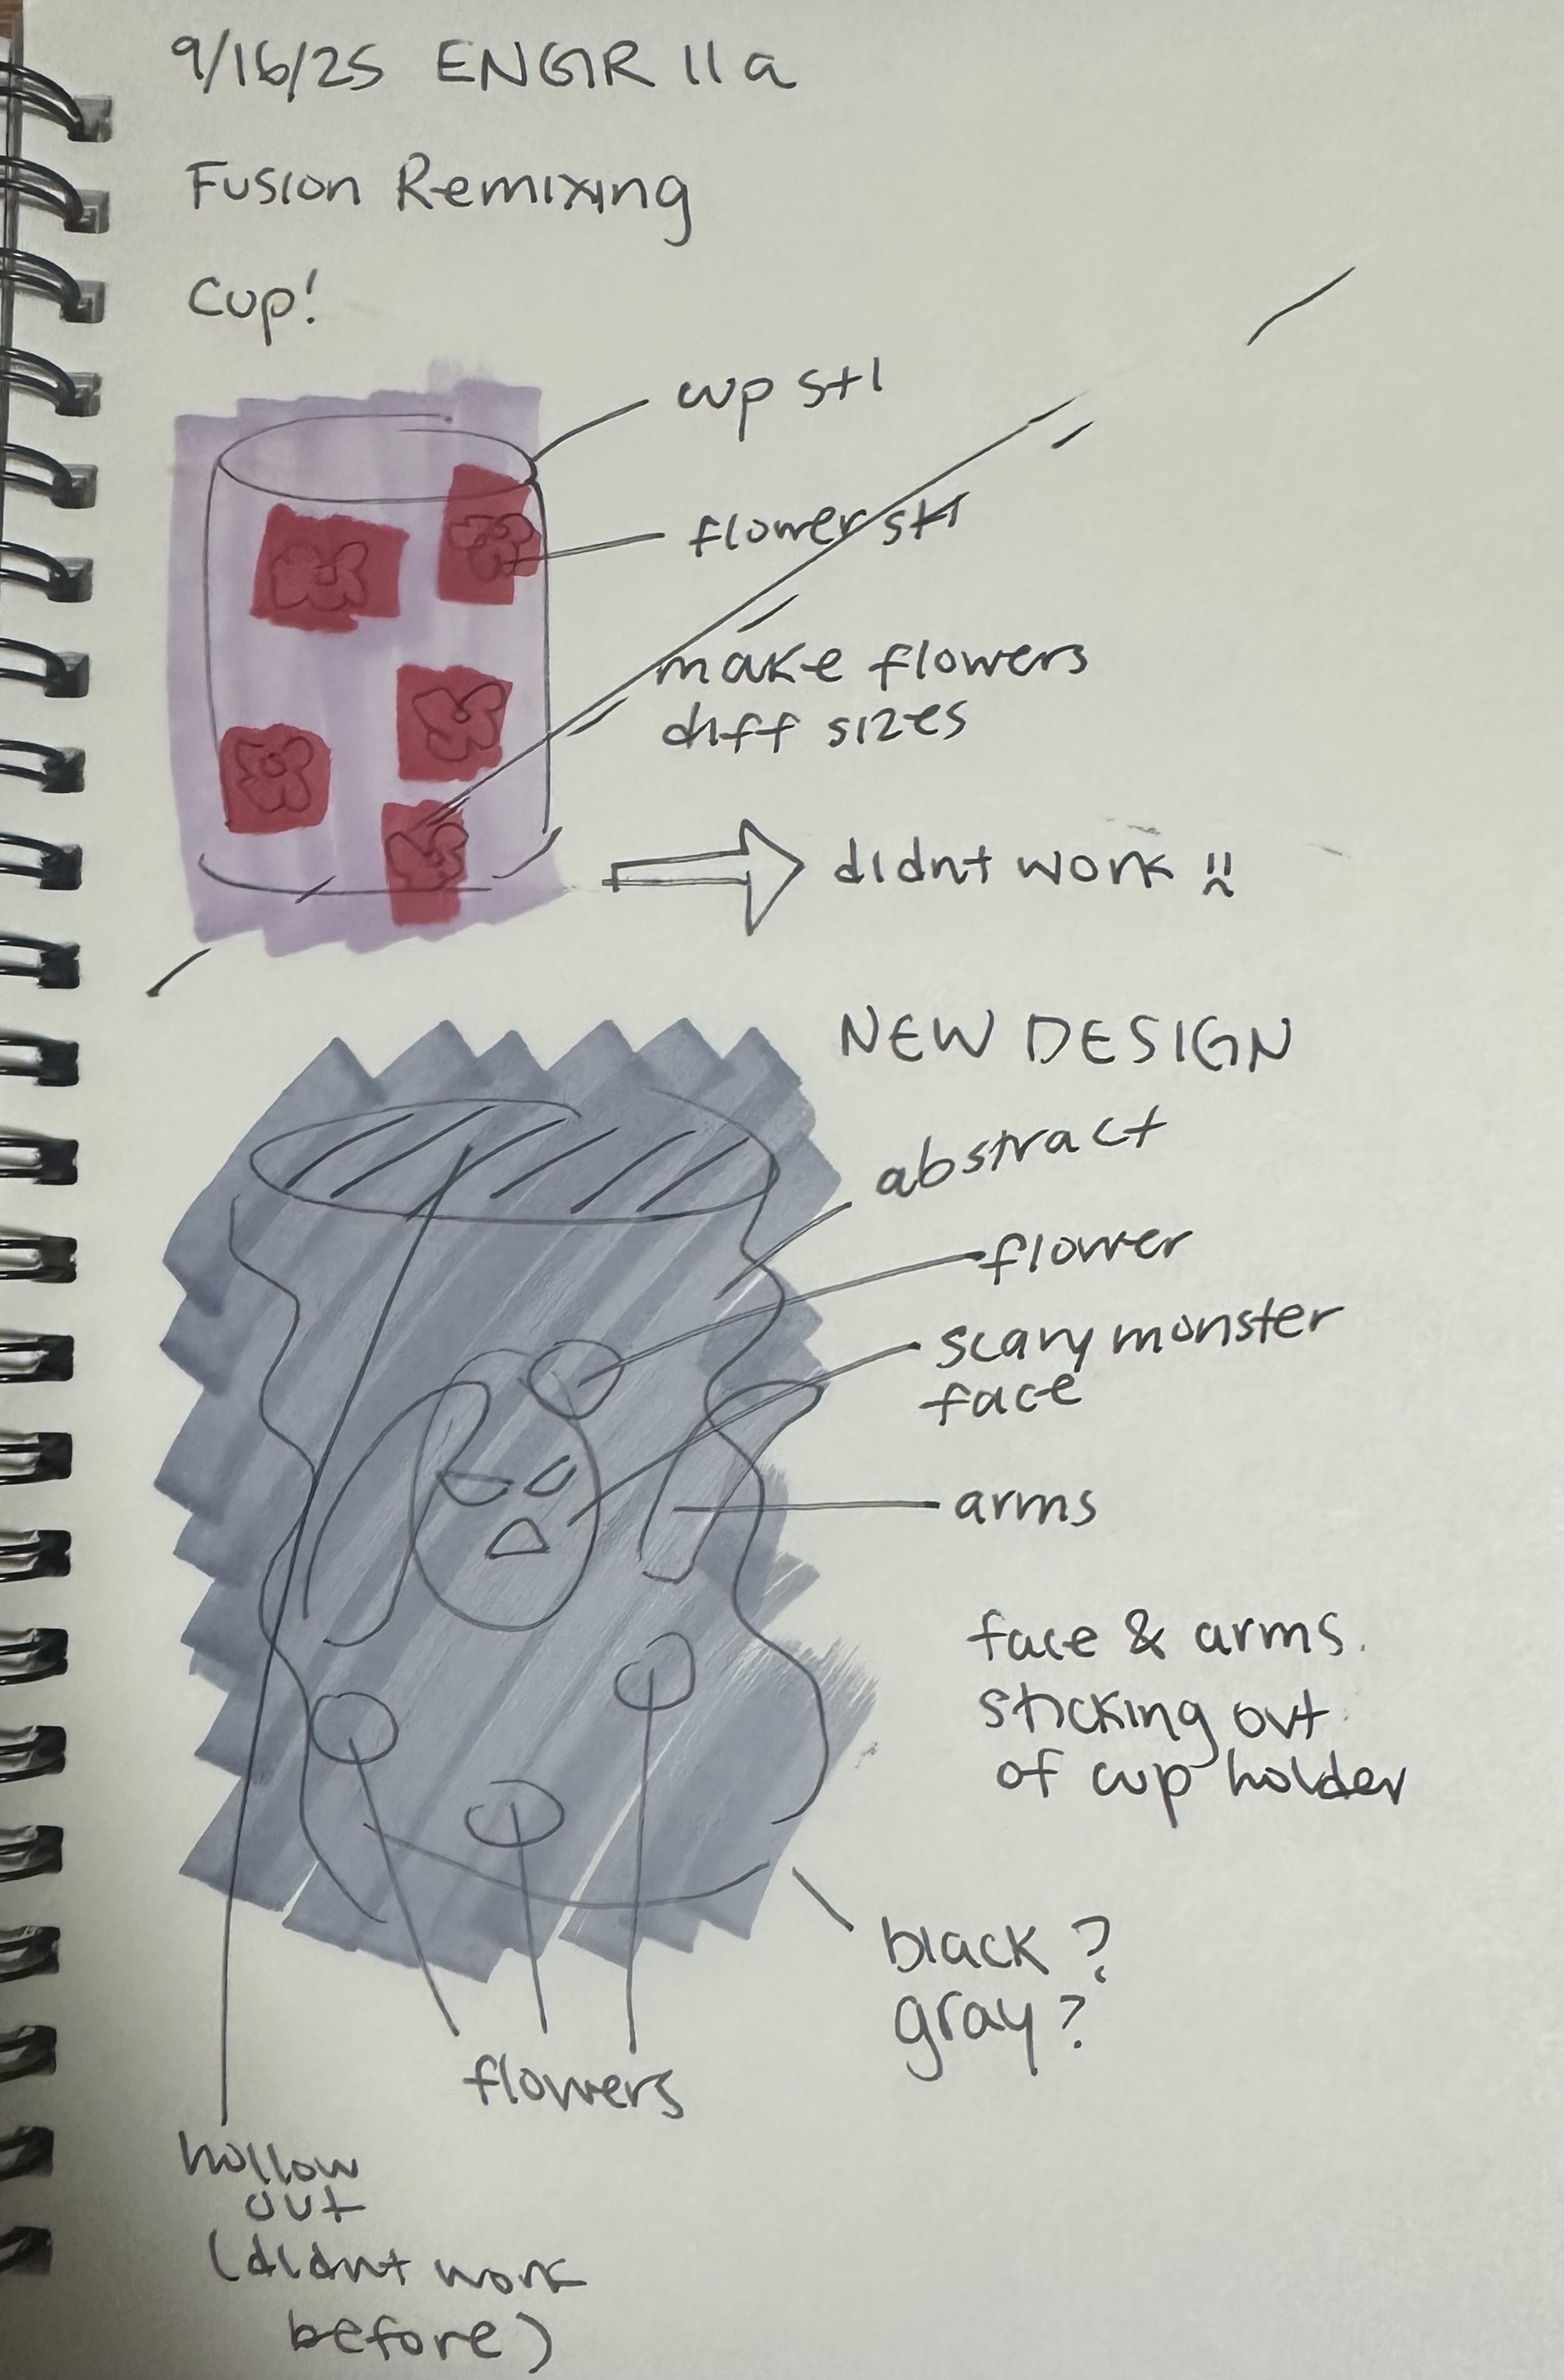 9/16/25 ENGR 11a
Fusion Remixing
Cup!
cup stl
flower stl
make flowers
diff sizes
didnt work
NEW DESIGN
abstract
flower
scary monster
face
arms
face & arms.
sticking out
of cup holder
black?
gray?
flowers
hollow
out
(didnt work
before)